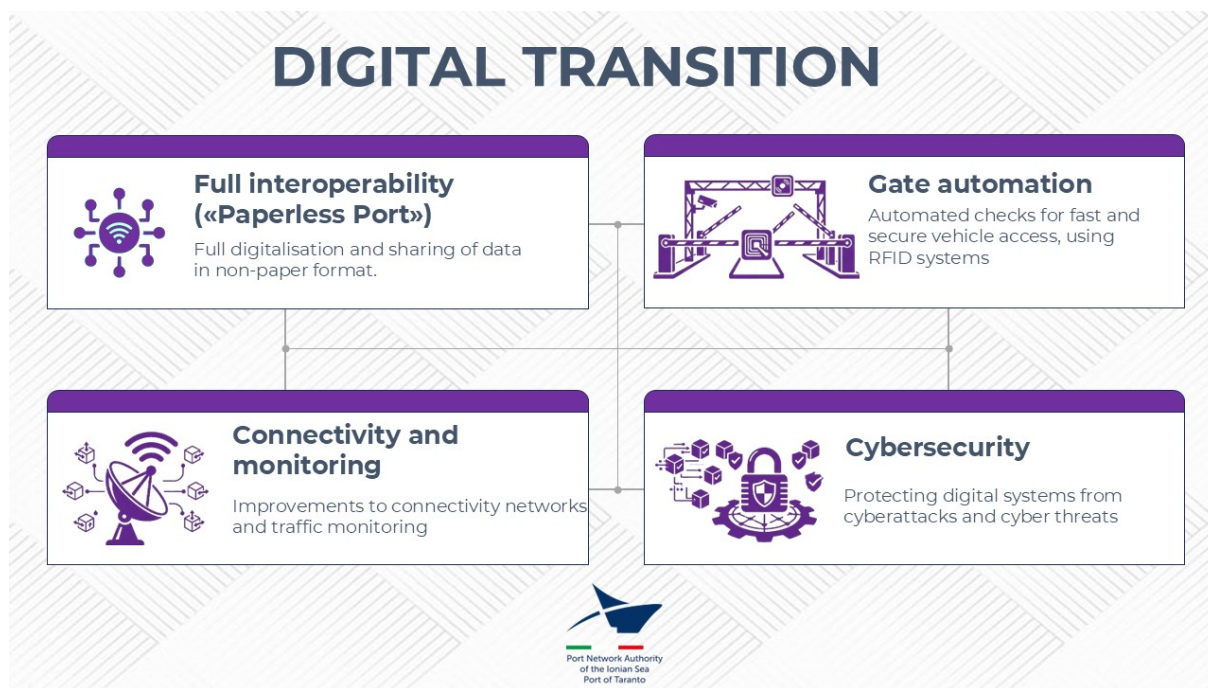 DIGITAL TRANSITION
Full interoperability
(«Paperless Port»)
Full digitalisation and sharing of data
in non-paper format.
Gate automation
Automated checks for fast and
secure vehicle access, using
RFID systems
Connectivity and
monitoring
Improvements to connectivity networks
and traffic monitoring
Cybersecurity
Protecting digital systems from
cyberattacks and cyber threats
Port Network Authority
of the Ionian Sea
Port of Taranto